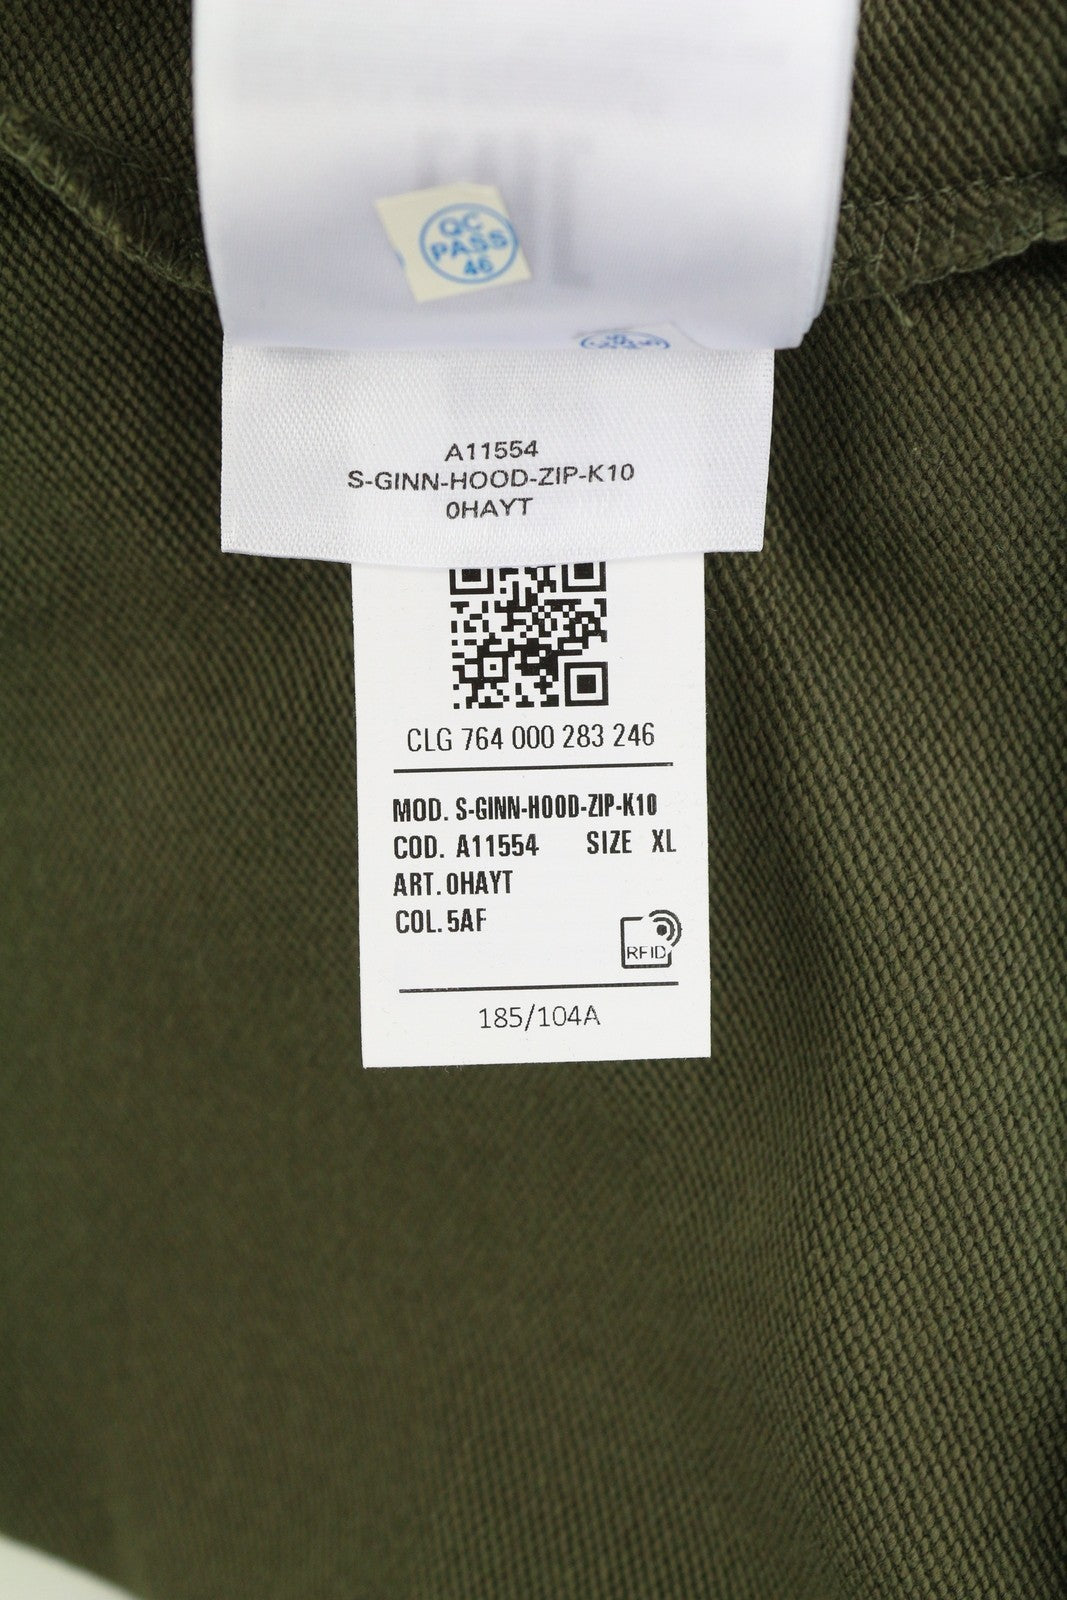 QC
PASS
46
A11554
S-GINN-HOOD-ZIP-K10
0HAYT
CLG 764 000 283 246
MOD. S-GINN-HOOD-ZIP-K10
COD. A11554 SIZE XL
ART. 0HAYT
COL. 5AF
RFID
185/104A